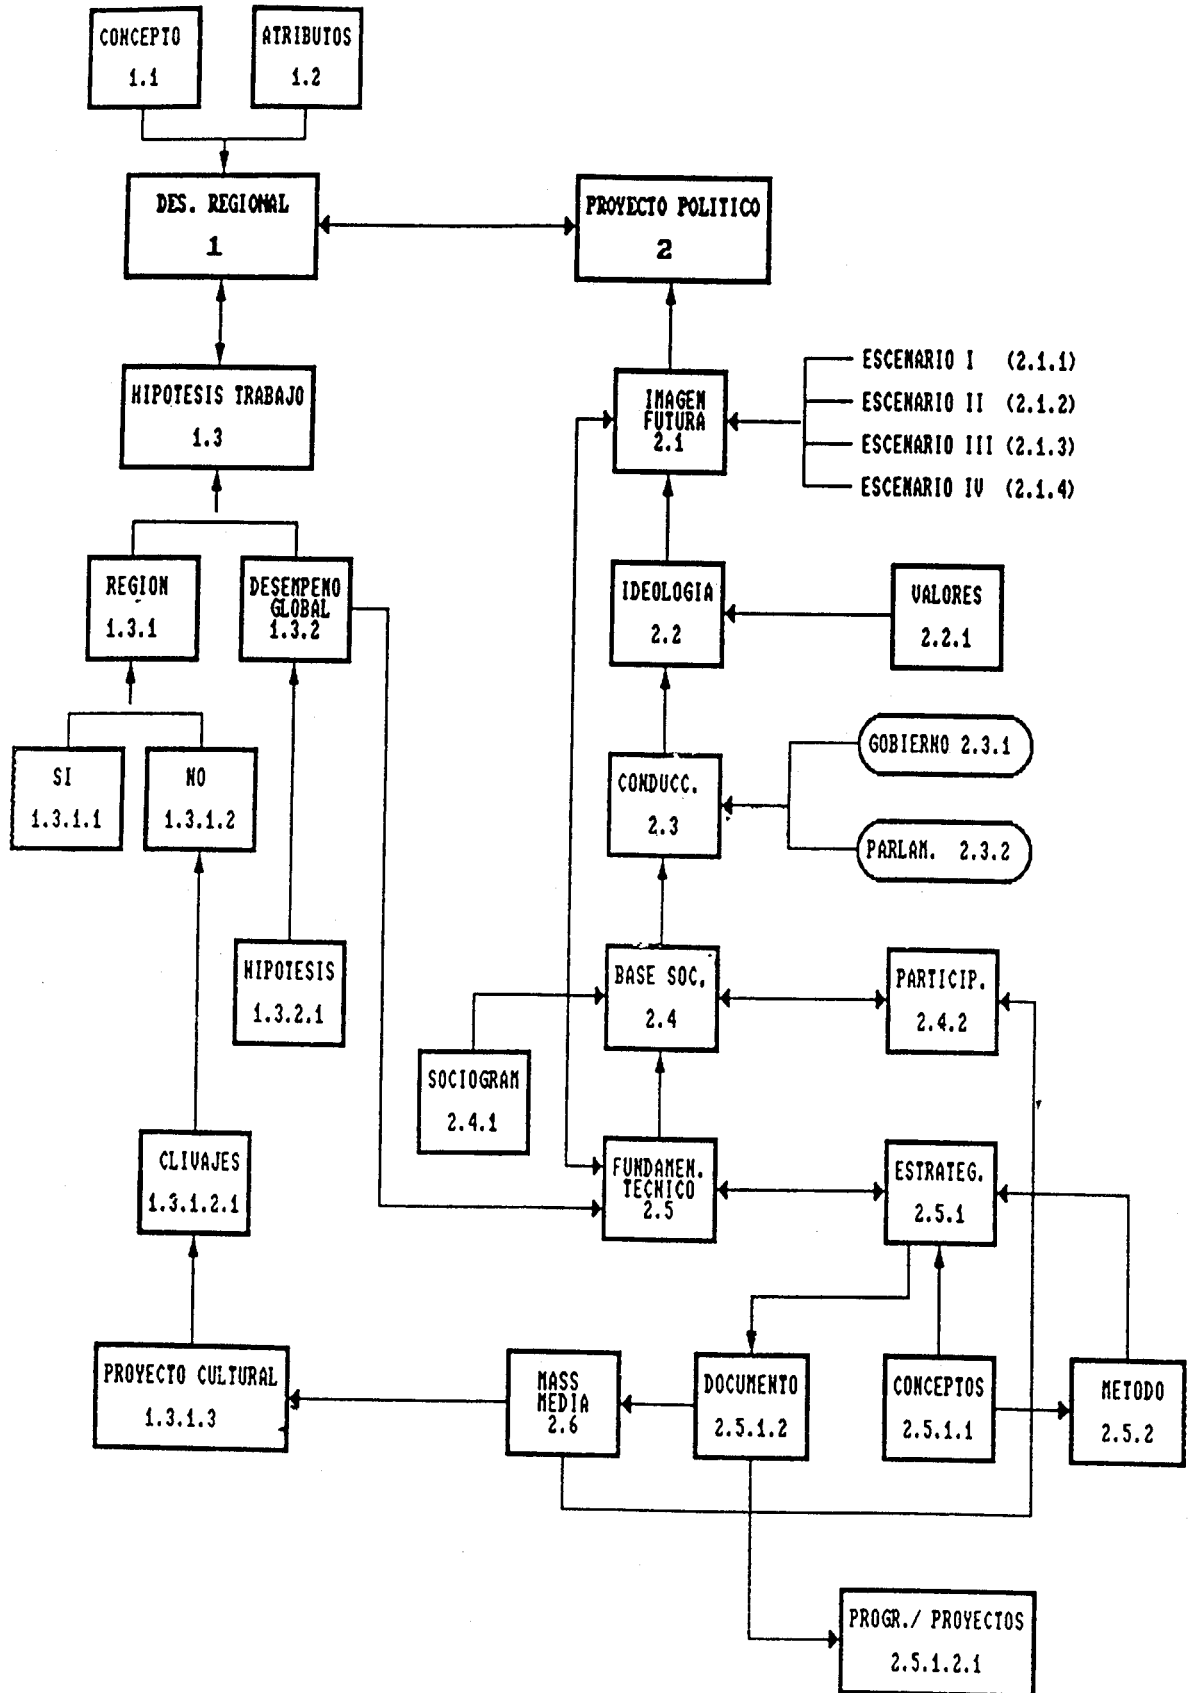 CONCEPTO
1.1
ATRIBUTOS
1.2
DES. REGIONAL
1
PROYECTO POLITICO
2
HIPOTESIS TRABAJO
1.3
IMAGEN
FUTURA
2.1
ESCENARIO I (2.1.1)
ESCENARIO II (2.1.2)
ESCENARIO III (2.1.3)
ESCENARIO IV (2.1.4)
REGION
1.3.1
DESEMPENO
GLOBAL
1.3.2
IDEOLOGIA
2.2
VALORES
2.2.1
SI
1.3.1.1
NO
1.3.1.2
CONDUCC.
2.3
GOBIERNO 2.3.1
PARLAM. 2.3.2
HIPOTESIS
1.3.2.1
BASE SOC.
2.4
PARTICIP.
2.4.2
SOCIOGRAM
2.4.1
CLIVAJES
1.3.1.2.1
FUNDAMEN.
TECNICO
2.5
ESTRATEG.
2.5.1
PROYECTO CULTURAL
1.3.1.3
MASS
MEDIA
2.6
DOCUMENTO
2.5.1.2
CONCEPTOS
2.5.1.1
METODO
2.5.2
PROGR./ PROYECTOS
2.5.1.2.1